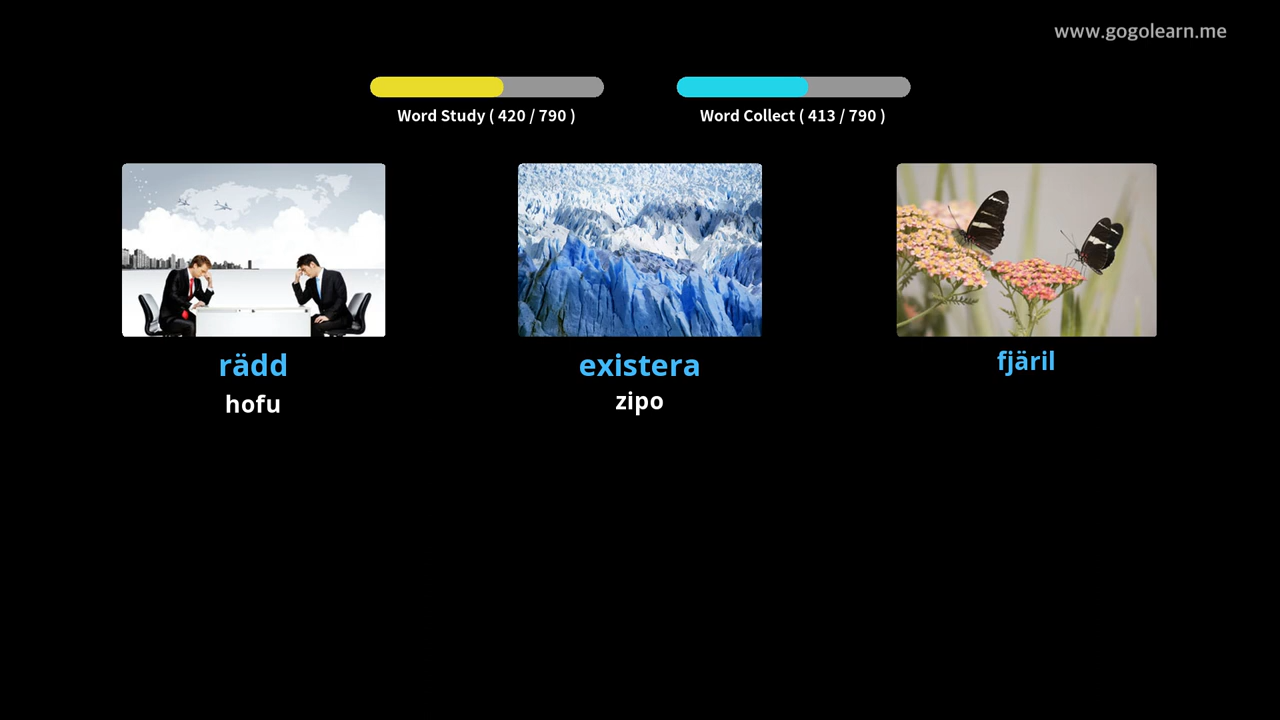 www.gogolearn.me
Word Study ( 420 / 790 )
Word Collect ( 413 / 790 )
rädd
hofu
existera
zipo
fjäril